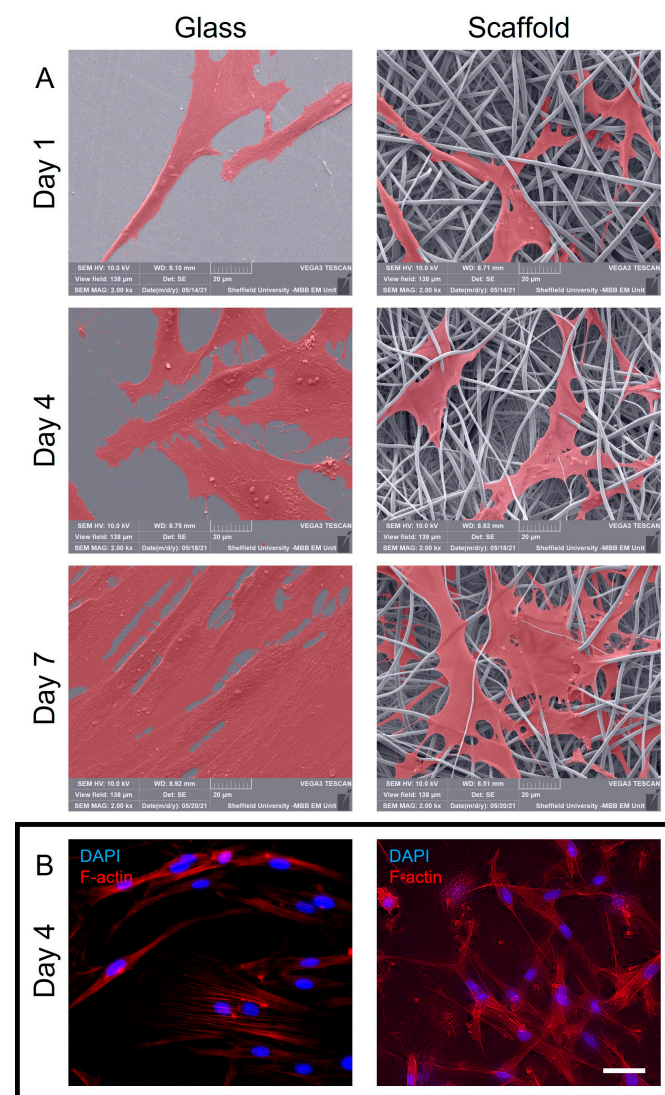 Glass Scaffold
A
Day 1
SEM HV: 10.0 kV WD: 9.10 mm VEGA3 TESCAN
View field: 138 µm Det: SE 20 µm
SEM MAG: 2.00 kx Date(m/d/y): 05/14/21 Sheffield University -MBB EM Unit
SEM HV: 10.0 kV WD: 8.71 mm VEGA3 TESCAN
View field: 138 µm Det: SE 20 µm
SEM MAG: 2.00 kx Date(m/d/y): 05/14/21 Sheffield University -MBB EM Unit
Day 4
SEM HV: 10.0 kV WD: 8.75 mm VEGA3 TESCAN
View field: 138 µm Det: SE 20 µm
SEM MAG: 2.00 kx Date(m/d/y): 05/18/21 Sheffield University -MBB EM Unit
SEM HV: 10.0 kV WD: 8.63 mm VEGA3 TESCAN
View field: 139 µm Det: SE 20 µm
SEM MAG: 2.00 kx Date(m/d/y): 05/18/21 Sheffield University -MBB EM Unit
Day 7
SEM HV: 10.0 kV WD: 8.92 mm VEGA3 TESCAN
View field: 138 µm Det: SE 20 µm
SEM MAG: 2.00 kx Date(m/d/y): 05/20/21 Sheffield University -MBB EM Unit
SEM HV: 10.0 kV WD: 8.51 mm VEGA3 TESCAN
View field: 138 µm Det: SE 20 µm
SEM MAG: 2.00 kx Date(m/d/y): 05/20/21 Sheffield University -MBB EM Unit
B
Day 4
DAPI
F-actin
DAPI
F-actin